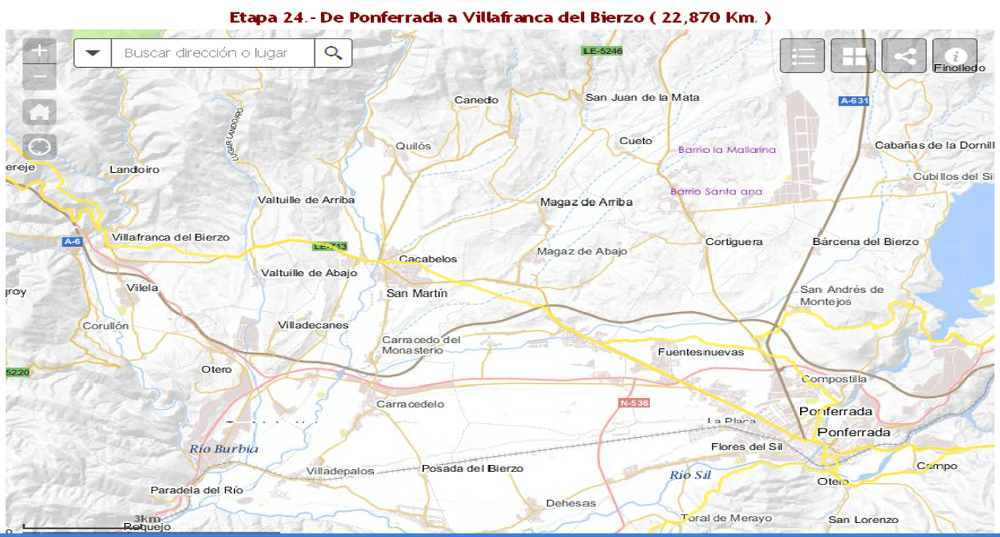 Etapa 24.- De Ponferrada a Villafranca del Bierzo ( 22,870 Km. )
Buscar dirección o lugar
LE-5246
Finolledo
Canedo
San Juan de la Mata
A-631
LUGAR-LANDOIRO
Quilós
Cueto
Barrio la Mallarina
Cabañas de la Dornill
ereje
Landoiro
Cubillos del Sil
Barrio Santa ana
Valtuille de Arriba
Magaz de Arriba
A-6
Villafranca del Bierzo
LE-713
Cortiguera
Bárcena del Bierzo
Magaz de Abajo
Cacabelos
Valtuille de Abajo
Vilela
groy
San Martín
San Andrés de
Montejos
Corullón
Villadecanes
Carracedo del
Monasterio
Fuentesnuevas
Otero
5220
Compostilla
Carracedelo
N-536
Ponferrada
La Placa
Ponferrada
Río Burbia
Flores del Sil
Villadepalos
Posada del Bierzo
Río Sil
Campo
Otero
Paradela del Río
Dehesas
3km
Requejo
Toral de Merayo
San Lorenzo
0